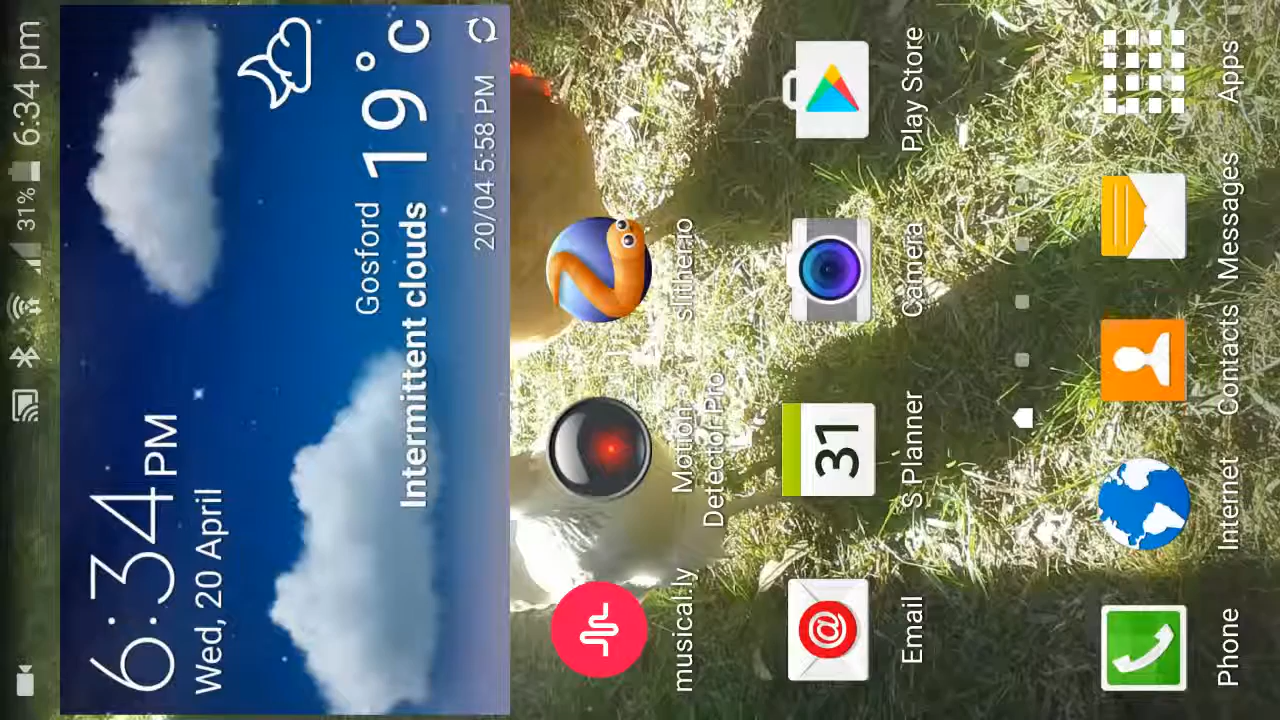 31% 6:34 pm
6:34PM
Wed, 20 April
Gosford
Intermittent clouds 19°c
20/04 5:58 PM
musical.ly
Motion Detector Pro
slither.io
31
@
Email
S Planner
Camera
Play Store
Phone
Internet
Contacts
Messages
Apps